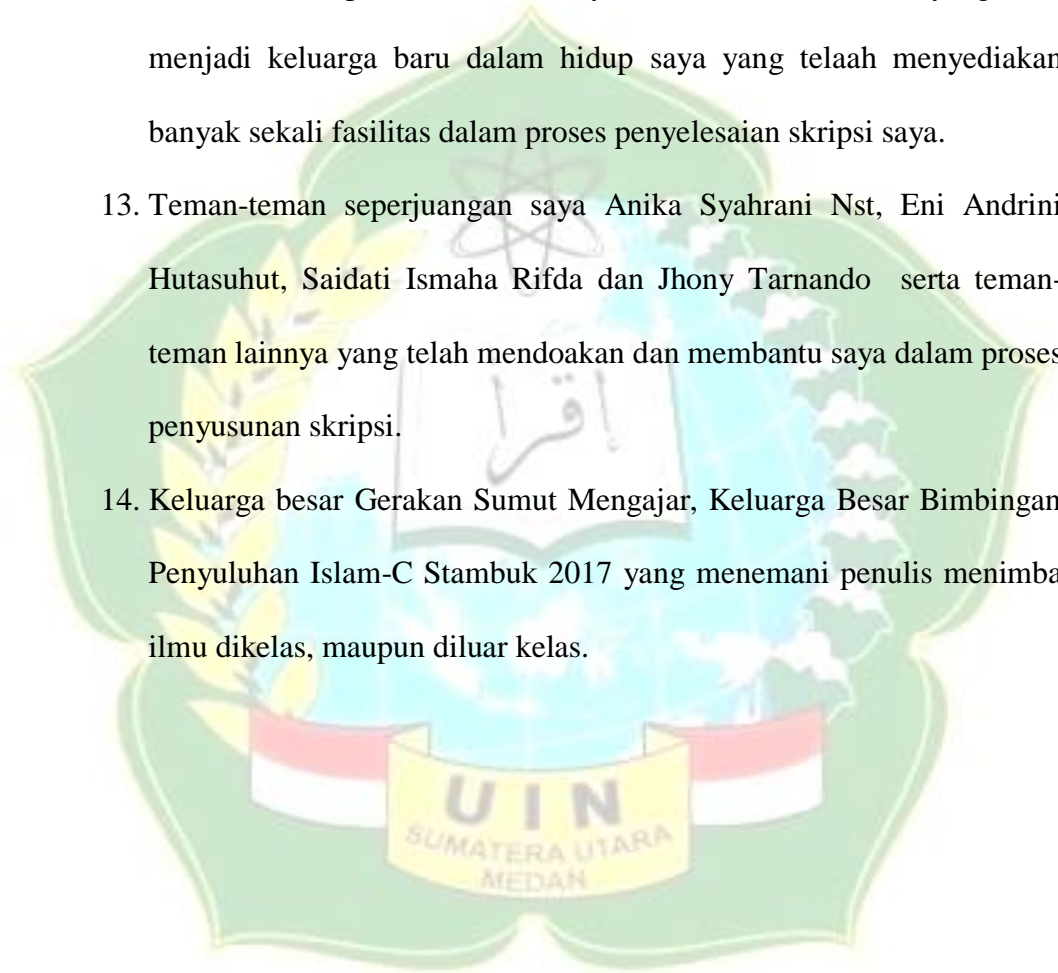 menjadi keluarga baru dalam hidup saya yang telaah menyediakan
banyak sekali fasilitas dalam proses penyelesaian skripsi saya.
13. Teman-teman seperjuangan saya Anika Syahrani Nst, Eni Andrini
Hutasuhut, Saidati Ismaha Rifda dan Jhony Tarnando serta teman-
teman lainnya yang telah mendoakan dan membantu saya dalam proses
إقرا
penyusunan skripsi.
14. Keluarga besar Gerakan Sumut Mengajar, Keluarga Besar Bimbingan
Penyuluhan Islam-C Stambuk 2017 yang menemani penulis menimba
ilmu dikelas, maupun diluar kelas.
UIN
SUMATERA UTARA
MEDAN